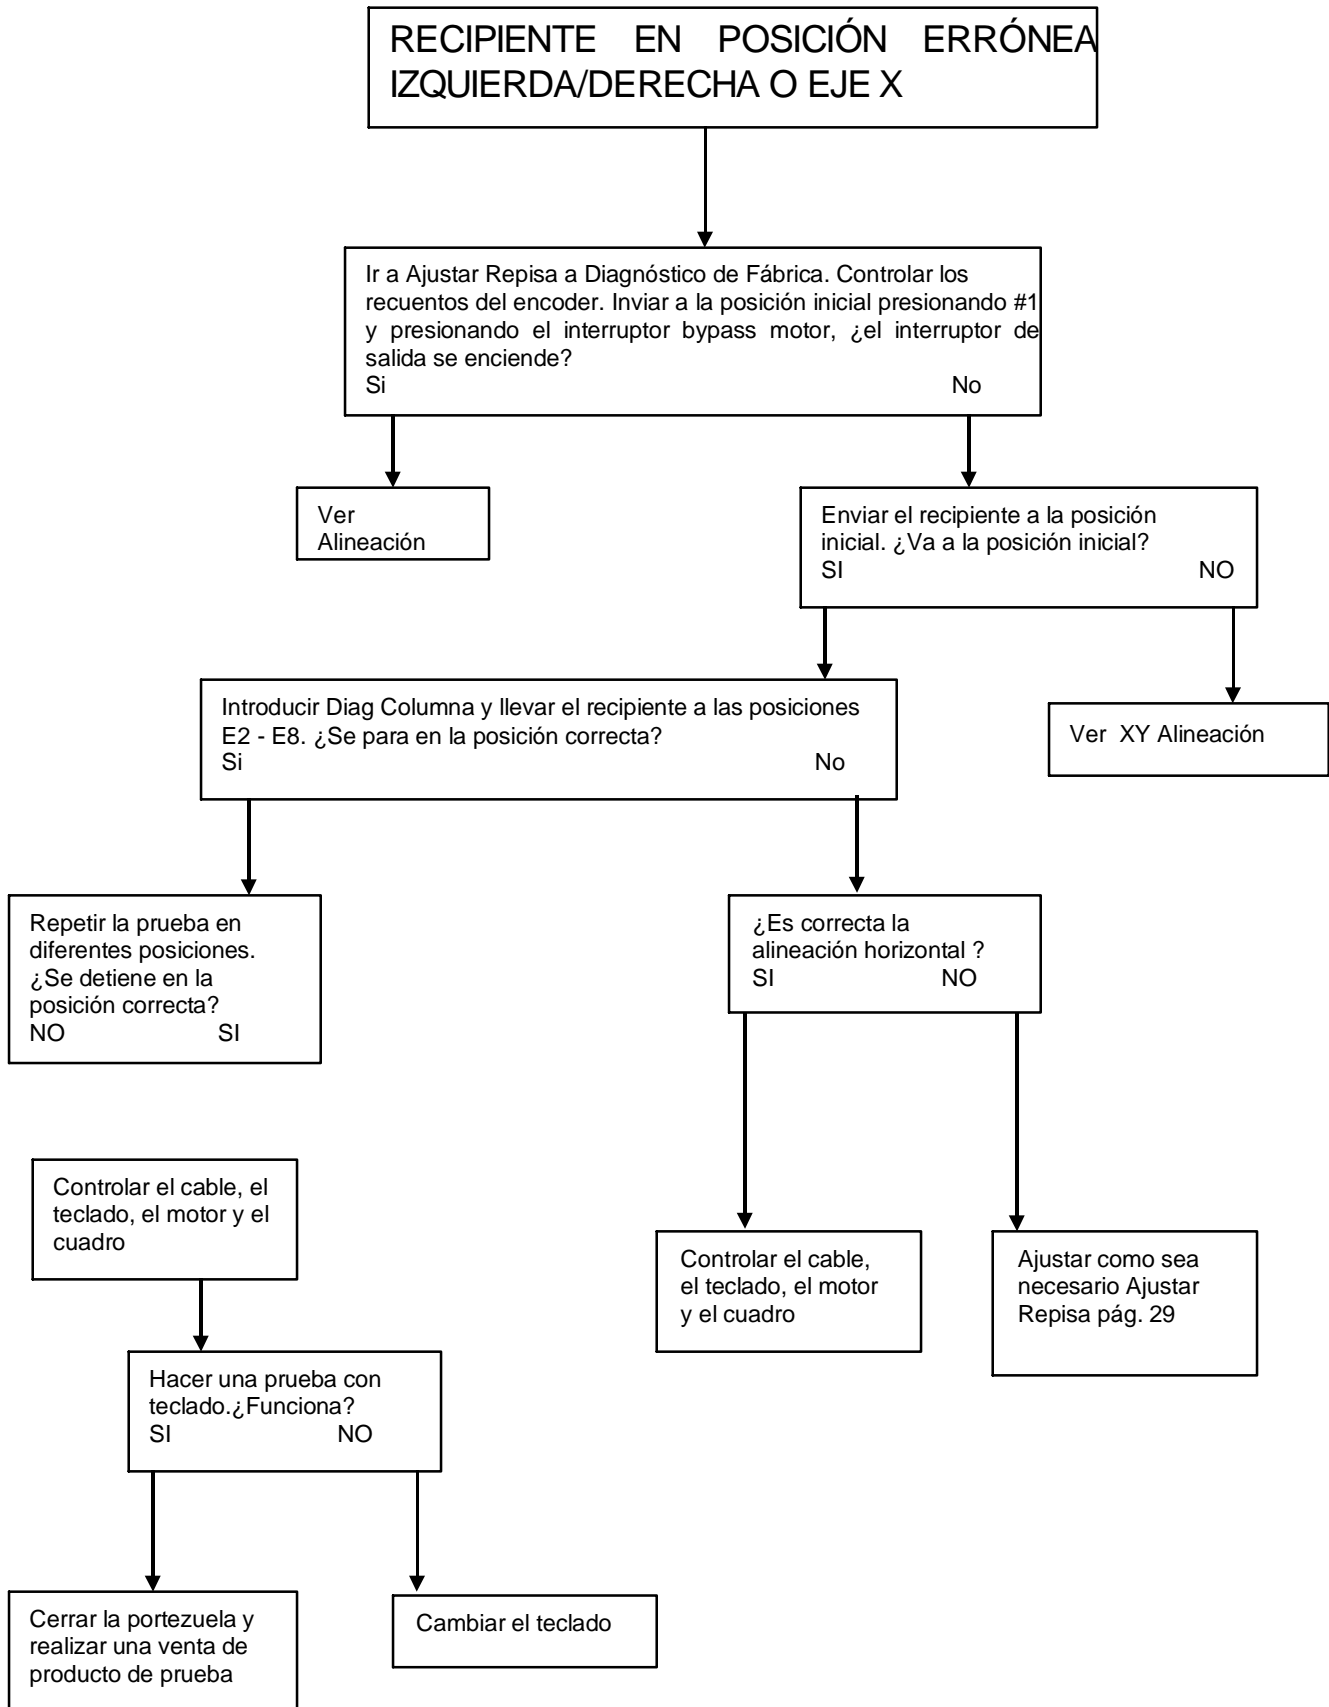 RECIPIENTE EN POSICIÓN ERRÓNEA
IZQUIERDA/DERECHA O EJE X
Ir a Ajustar Repisa a Diagnóstico de Fábrica. Controlar los
recuentos del encoder. Inviar a la posición inicial presionando #1
y presionando el interruptor bypass motor, ¿el interruptor de
salida se enciende?
Si No
Ver
Alineación
Enviar el recipiente a la posición
inicial. ¿Va a la posición inicial?
SI NO
Introducir Diag Columna y llevar el recipiente a las posiciones
E2 - E8. ¿Se para en la posición correcta?
Si No
Ver XY Alineación
Repetir la prueba en
diferentes posiciones.
¿Se detiene en la
posición correcta?
NO SI
¿Es correcta la
alineación horizontal ?
SI NO
Controlar el cable, el
teclado, el motor y el
cuadro
Controlar el cable,
el teclado, el motor
y el cuadro
Ajustar como sea
necesario Ajustar
Repisa pág. 29
Hacer una prueba con
teclado.¿Funciona?
SI NO
Cerrar la portezuela y
realizar una venta de
producto de prueba
Cambiar el teclado